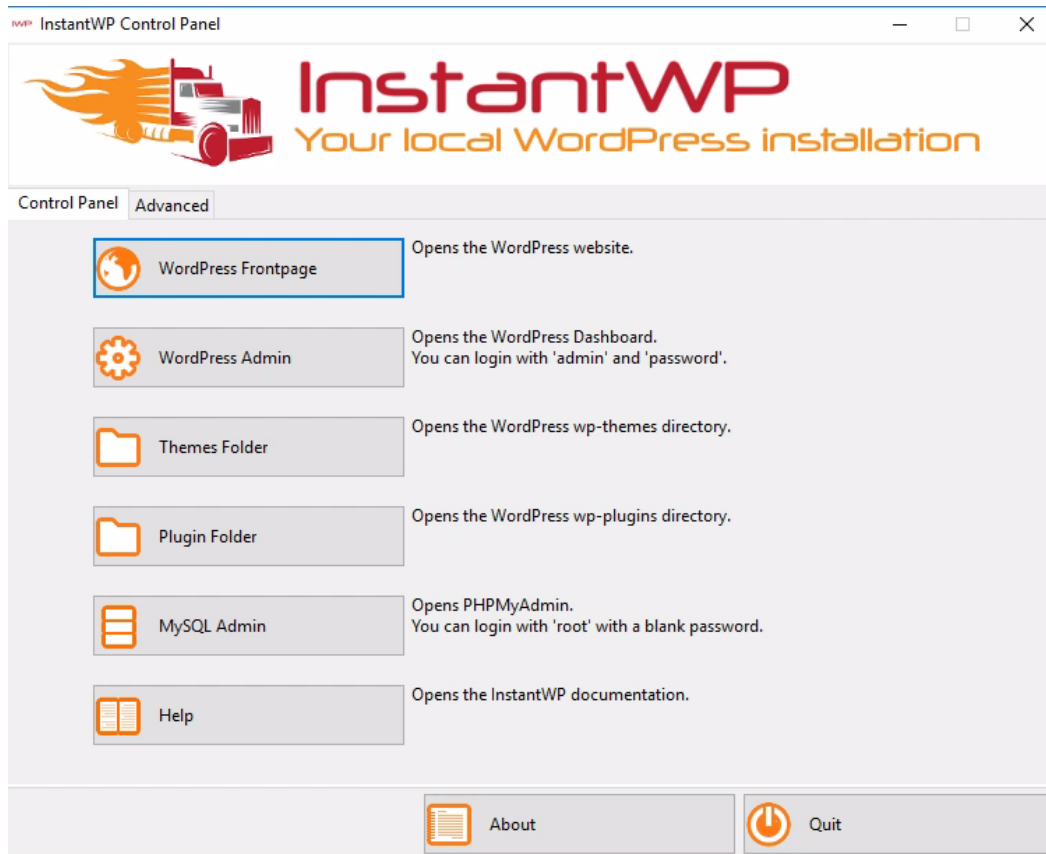 IWP InstantWP Control Panel
InstantWP
Your local WordPress installation
Control Panel Advanced
WordPress Frontpage
Opens the WordPress website.
WordPress Admin
Opens the WordPress Dashboard.
You can login with 'admin' and 'password'.
Themes Folder
Opens the WordPress wp-themes directory.
Plugin Folder
Opens the WordPress wp-plugins directory.
MySQL Admin
Opens PHPMyAdmin.
You can login with 'root' with a blank password.
Help
Opens the InstantWP documentation.
About
Quit